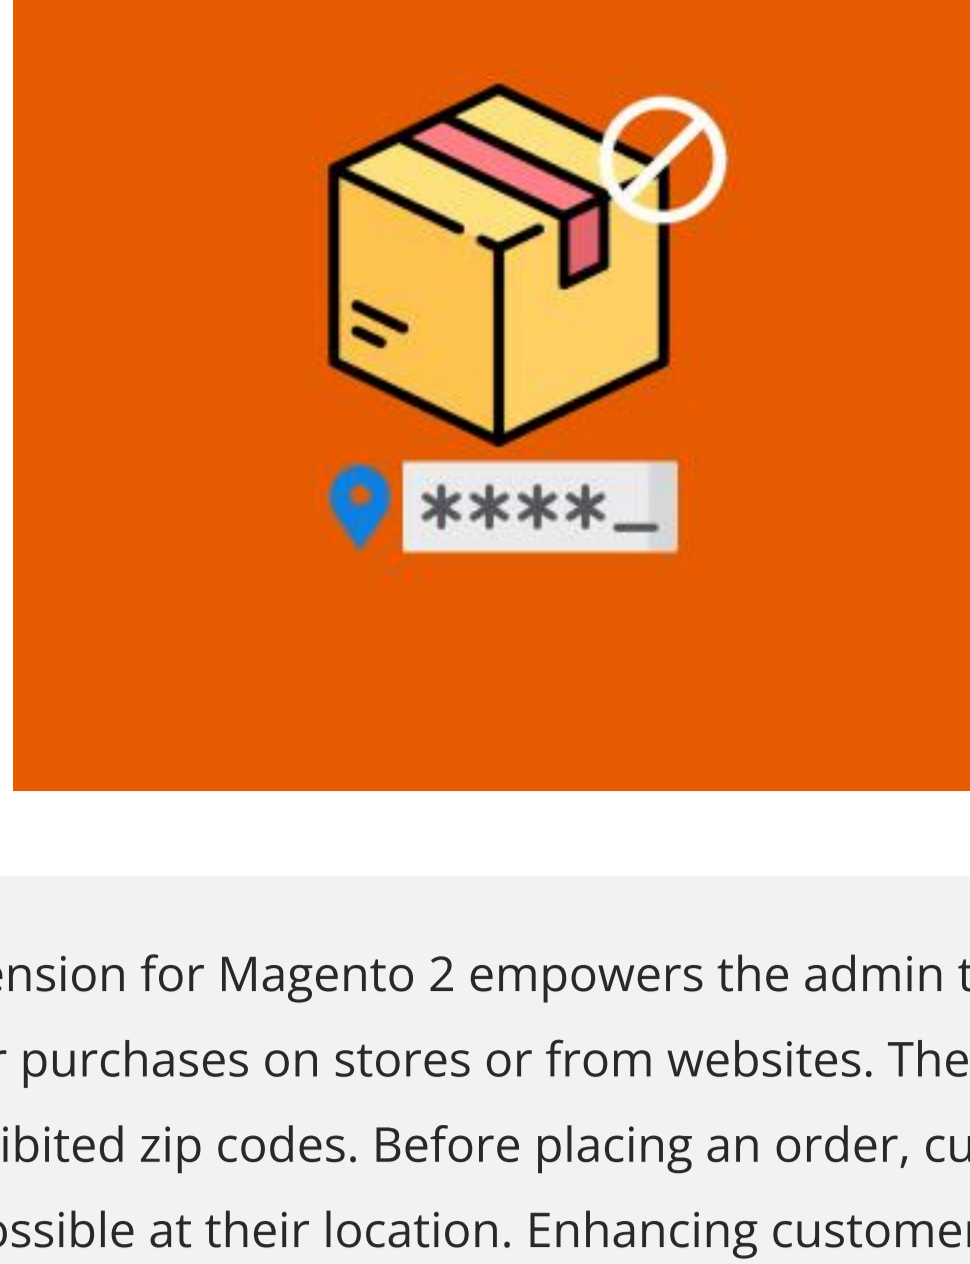 ****_
ension for Magento 2 empowers the admin t
r purchases on stores or from websites. The
ibited zip codes. Before placing an order, cu
ossible at their location. Enhancing customer